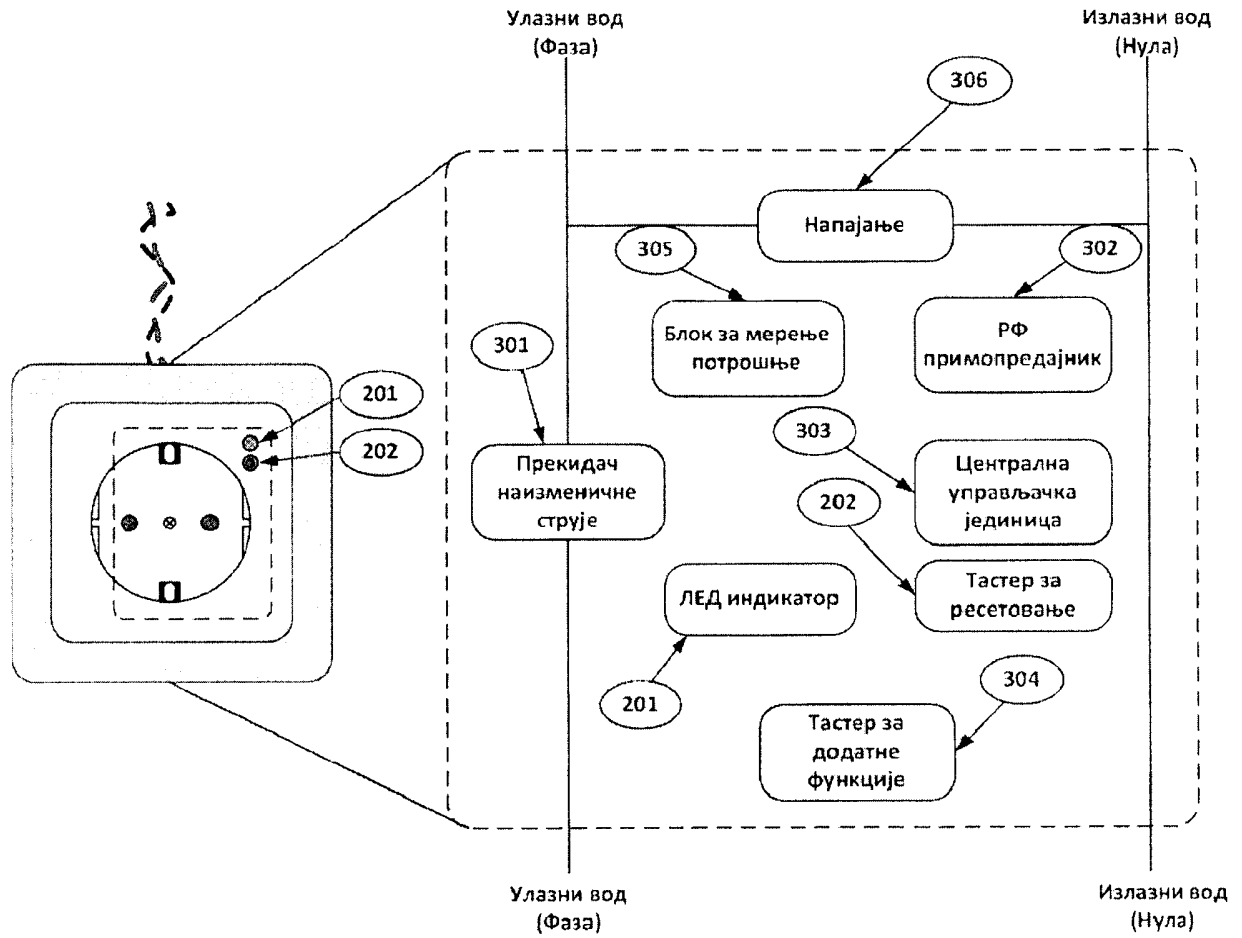 Улазни вод
(Фаза)
Излазни вод
(Нула)
306
Напајање
305
302
Блок за мерење
потрошње
РФ
примопредајник
301
201
202
303
Прекидач
наизменичне
струје
Централна
управљачка
јединица
202
ЛЕД индикатор
Тастер за
ресетовање
201
304
Тастер за
додатне
функције
Улазни вод
(Фаза)
Излазни вод
(Нула)